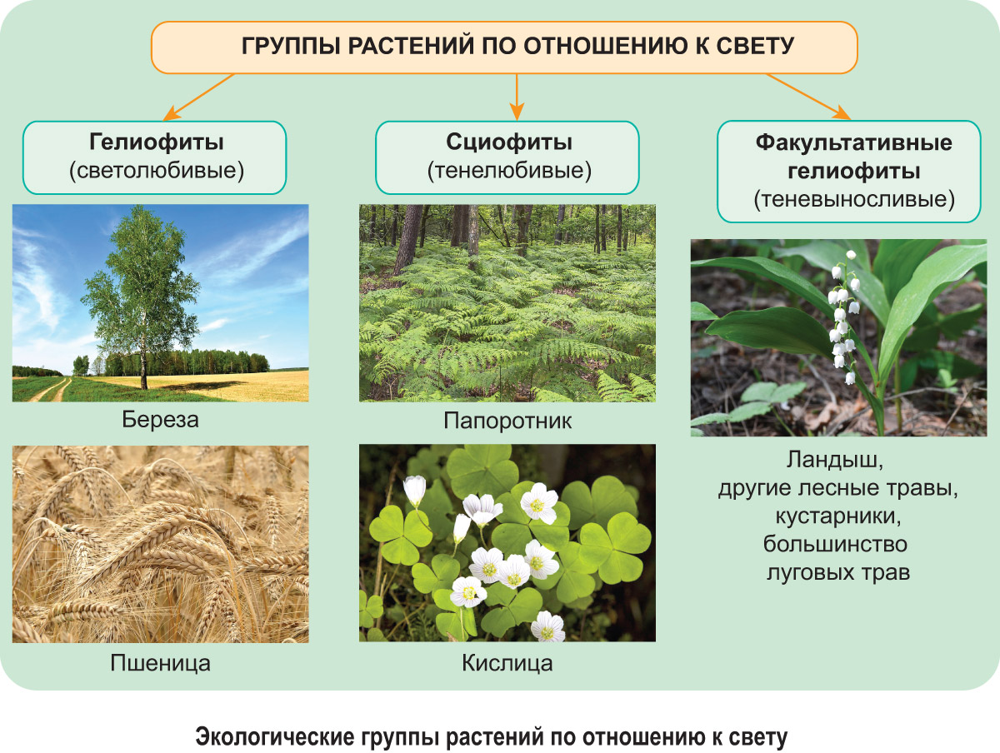 ГРУППЫ РАСТЕНИЙ ПО ОТНОШЕНИЮ К СВЕТУ
Гелиофиты
(светолюбивые)
Сциофиты
(тенелюбивые)
Факультативные
гелиофиты
(теневыносливые)
Береза
Папоротник
Ландыш,
другие лесные травы,
кустарники,
большинство
луговых трав
Пшеница
Кислица
Экологические группы растений по отношению к свету